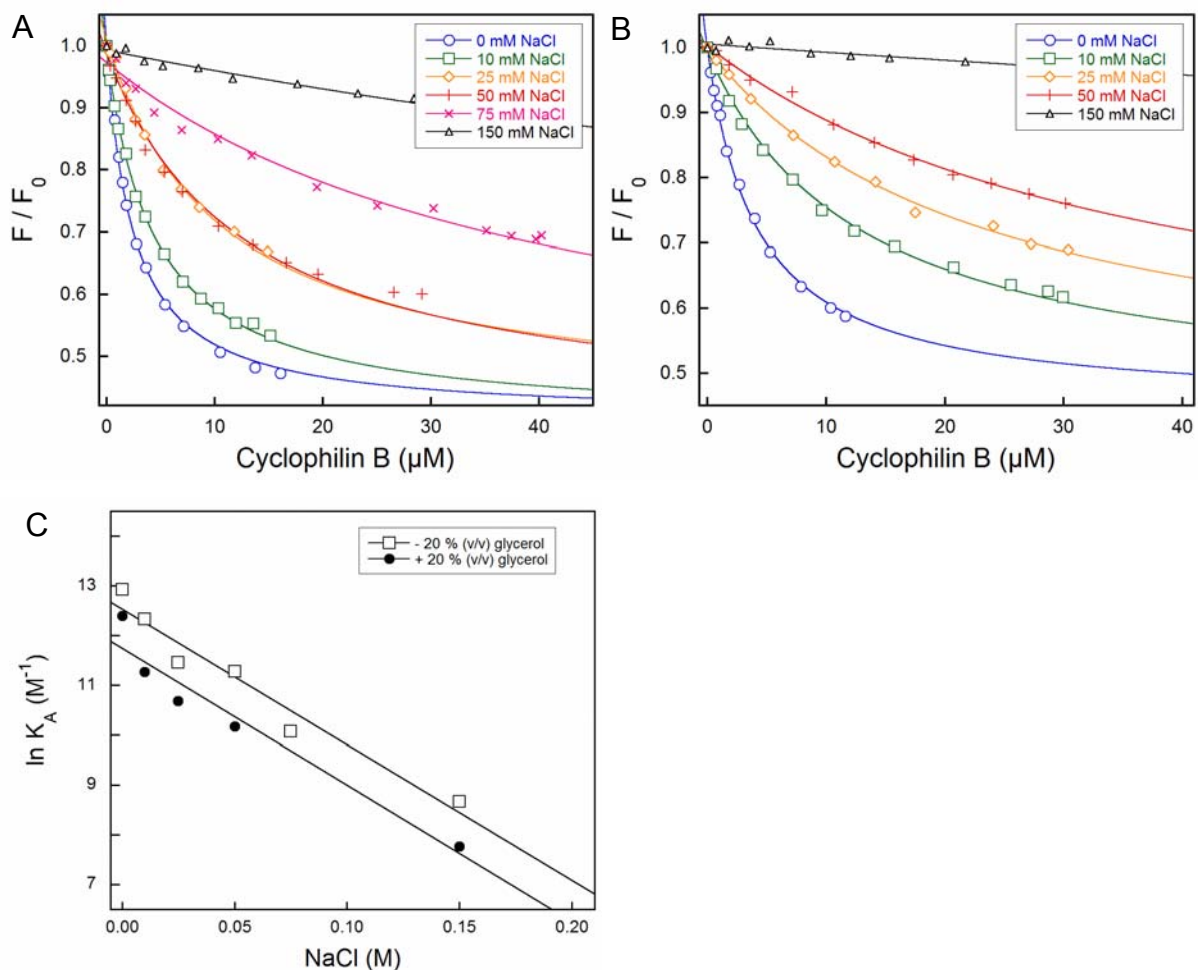 A
1.0
0.9
0.8
0.7
0.6
0.5
F / F0
0 mM NaCl
10 mM NaCl
25 mM NaCl
50 mM NaCl
75 mM NaCl
150 mM NaCl
0 10 20 30 40
Cyclophilin B (µM)
B
1.0
0.9
0.8
0.7
0.6
0.5
F / F0
0 mM NaCl
10 mM NaCl
25 mM NaCl
50 mM NaCl
150 mM NaCl
0 10 20 30 40
Cyclophilin B (µM)
C
- 20 % (v/v) glycerol
+ 20 % (v/v) glycerol
13
11
9
7
ln KA (M-1)
0.00 0.05 0.10 0.15 0.20
NaCl (M)